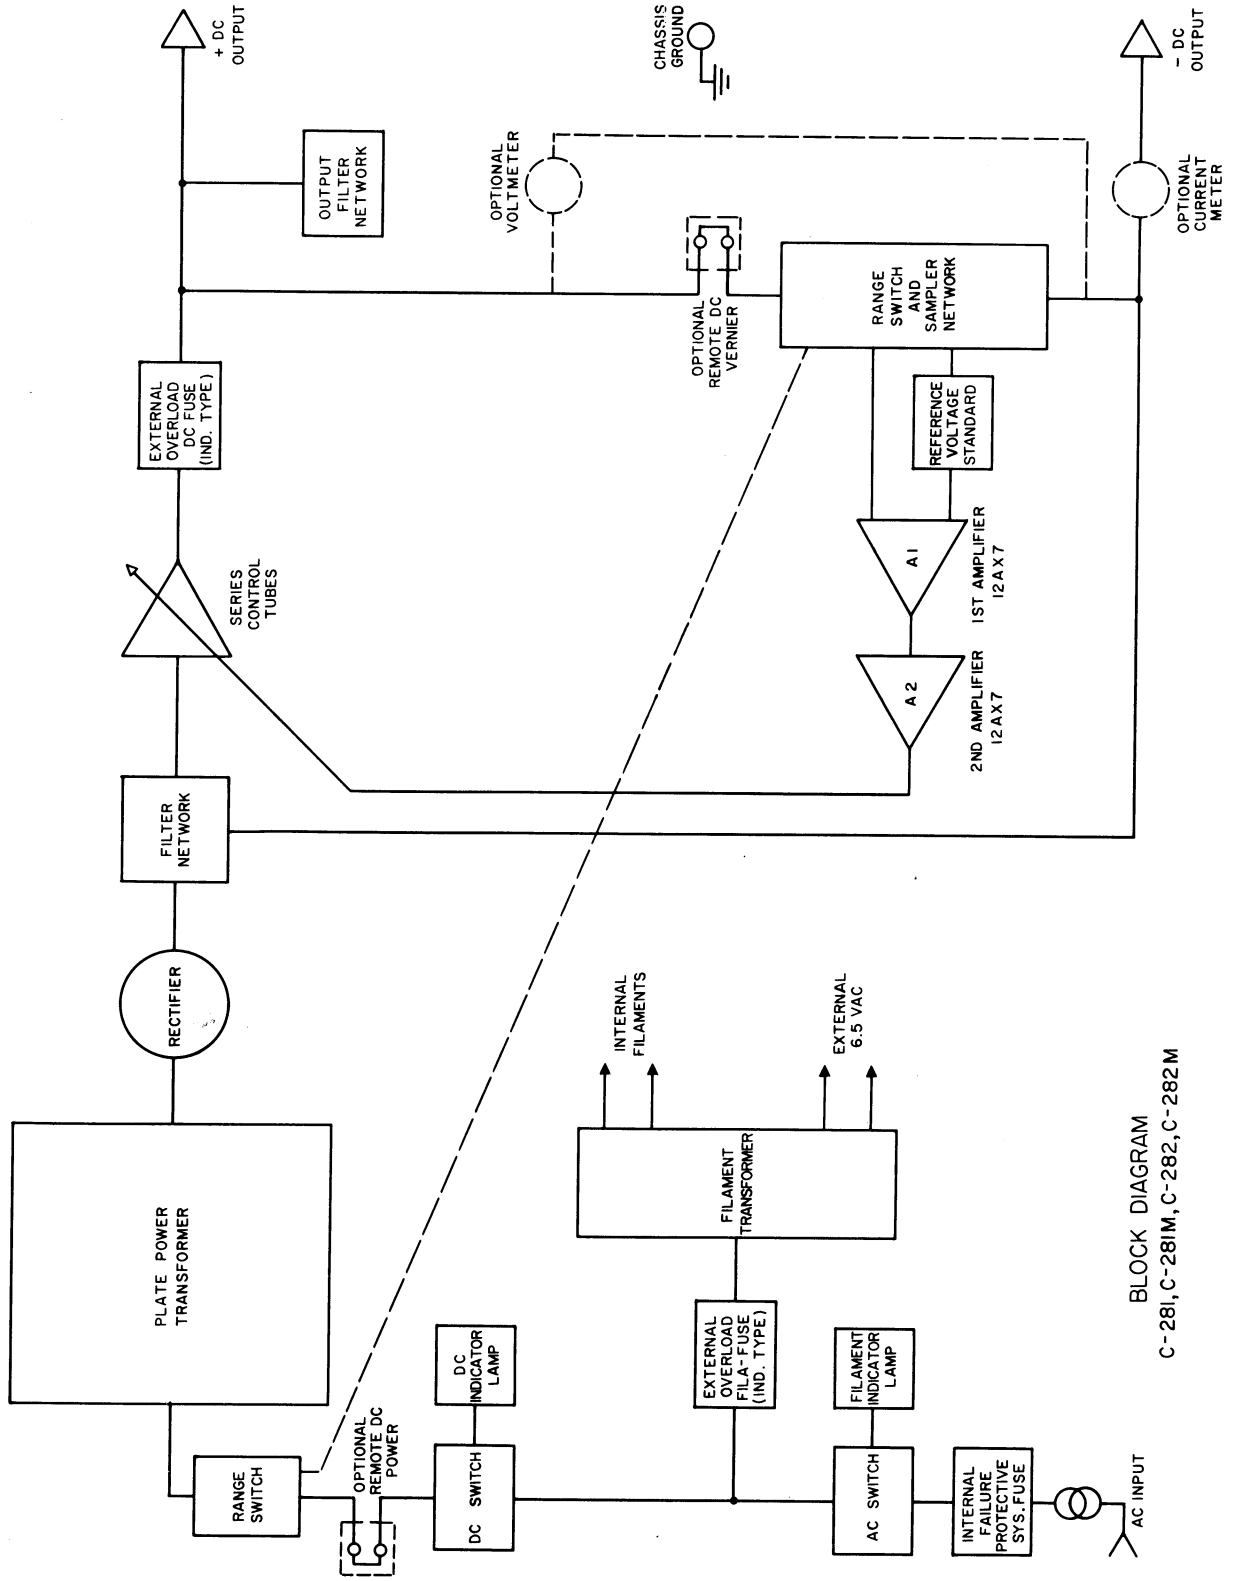 PLATE POWER
TRANSFORMER
RECTIFIER
FILTER
NETWORK
SERIES
CONTROL
TUBES
EXTERNAL
OVERLOAD
DC FUSE
(IND. TYPE)
+ DC
OUTPUT
OUTPUT
FILTER
NETWORK
RANGE
SWITCH
OPTIONAL
REMOTE DC
POWER
DC
INDICATOR
LAMP
DC SWITCH
INTERNAL
FILAMENTS
FILAMENT
TRANSFORMER
EXTERNAL
6.5 VAC
EXTERNAL
OVERLOAD
FILA-FUSE
(IND. TYPE)
FILAMENT
INDICATOR
LAMP
AC SWITCH
INTERNAL
FAILURE
PROTECTIVE
SYS. FUSE
AC INPUT
OPTIONAL
VOLTMETER
CHASSIS
GROUND
OPTIONAL
REMOTE DC
VERNIER
RANGE
SWITCH
AND
SAMPLER
NETWORK
REFERENCE
VOLTAGE
STANDARD
A1
1ST AMPLIFIER
12AX7
A2
2ND AMPLIFIER
12AX7
- DC
OUTPUT
OPTIONAL
CURRENT
METER
BLOCK DIAGRAM
C-281, C-281M, C-282, C-282M